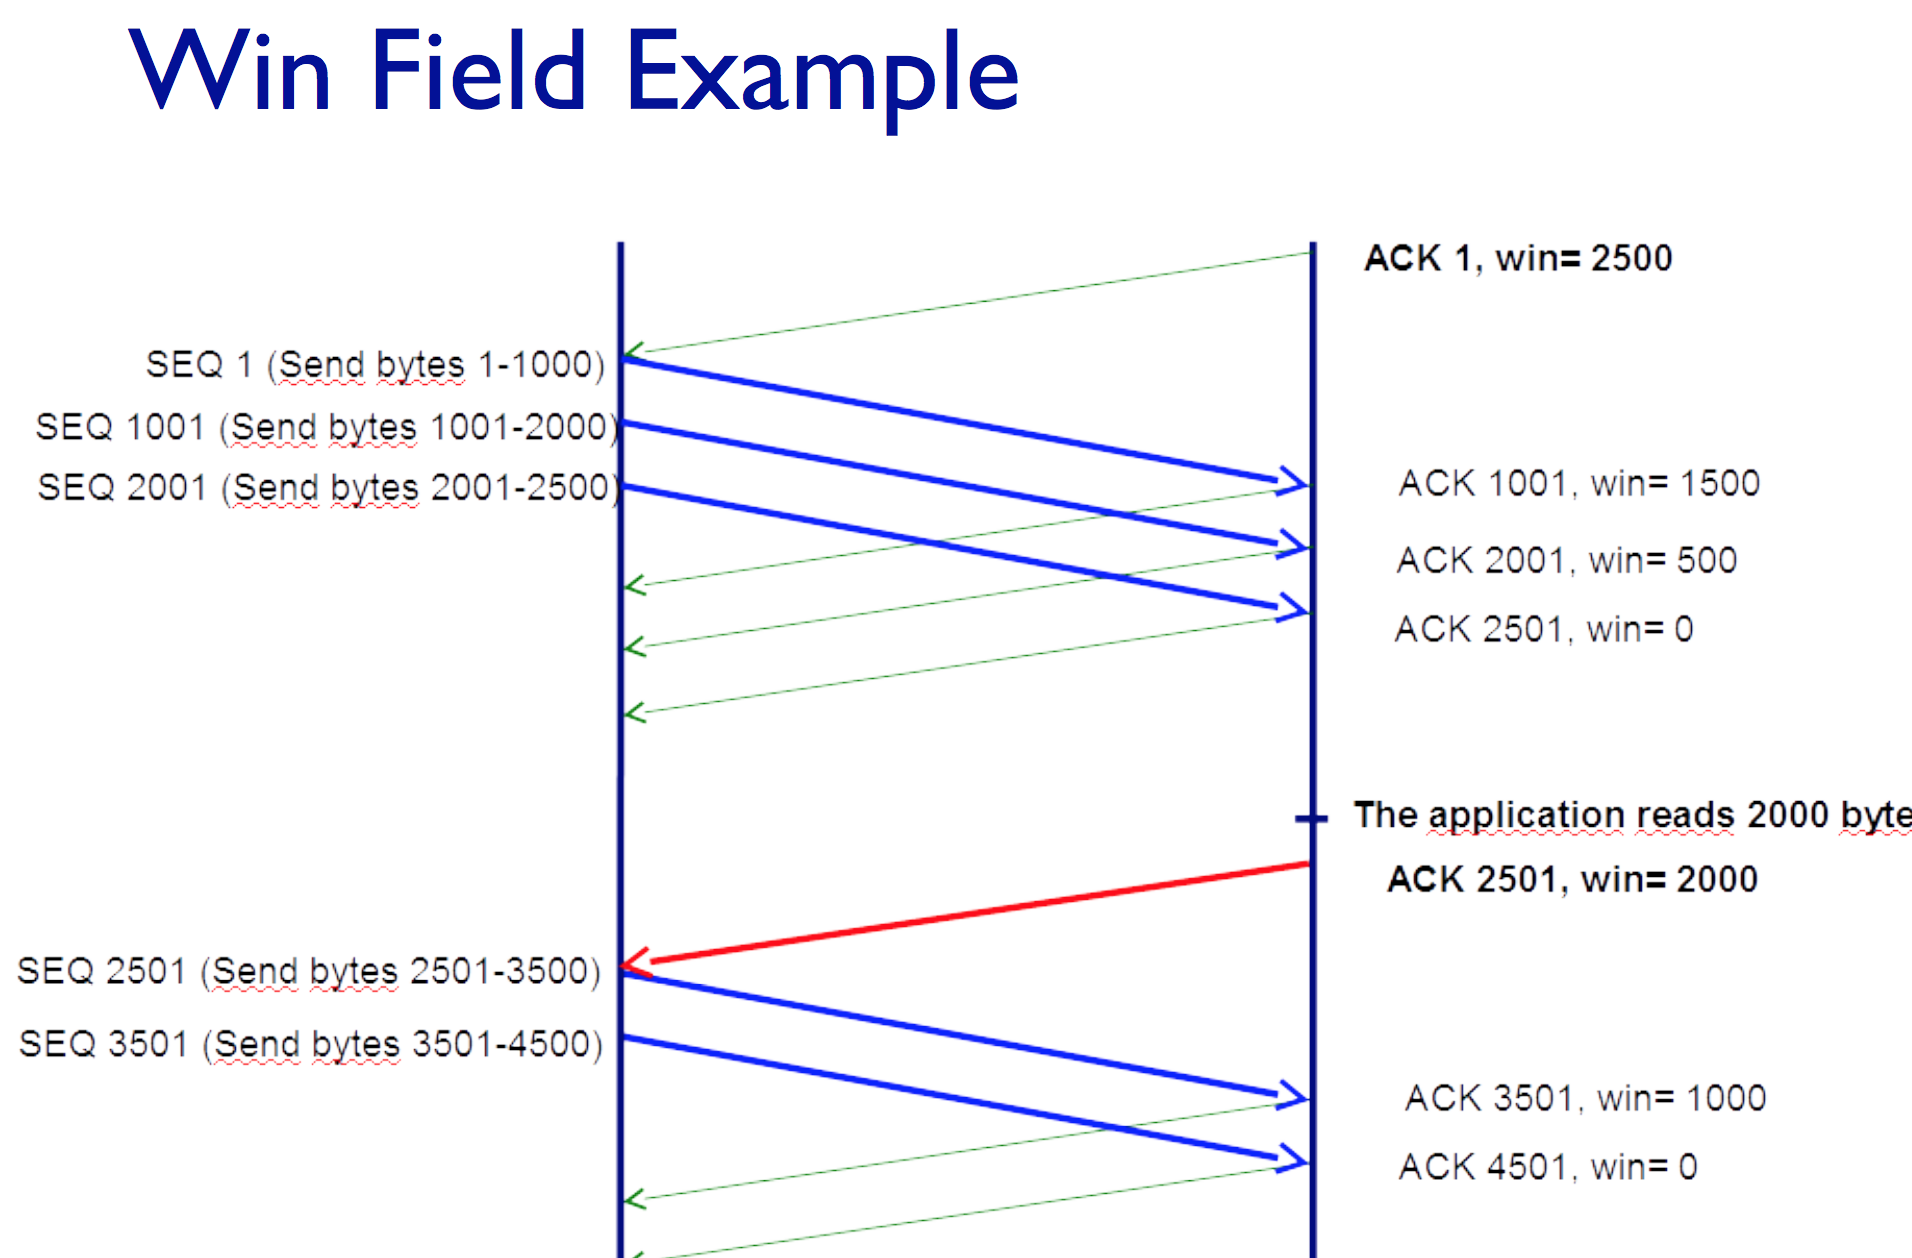 Win Field Example
ACK 1, win= 2500
SEQ 1 (Send bytes 1-1000)
SEQ 1001 (Send bytes 1001-2000)
SEQ 2001 (Send bytes 2001-2500)
ACK 1001, win= 1500
ACK 2001, win= 500
ACK 2501, win= 0
The application reads 2000 byte
ACK 2501, win= 2000
SEQ 2501 (Send bytes 2501-3500)
SEQ 3501 (Send bytes 3501-4500)
ACK 3501, win= 1000
ACK 4501, win= 0